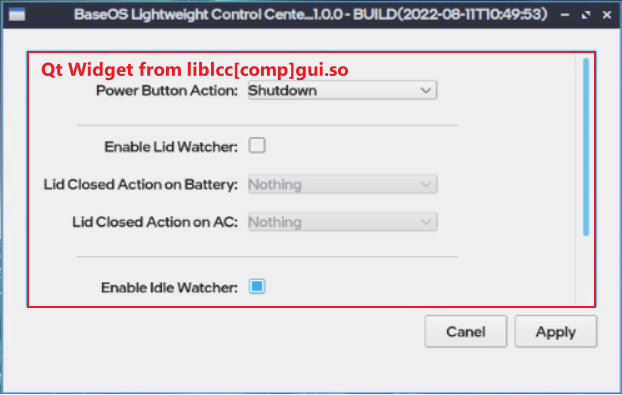 BaseOS Lightweight Control Cente...1.0.0 - BUILD(2022-08-11T10:49:53)
Qt Widget from liblcc[comp]gui.so
Power Button Action: Shutdown
Enable Lid Watcher:
Lid Closed Action on Battery: Nothing
Lid Closed Action on AC: Nothing
Enable Idle Watcher:
Canel Apply